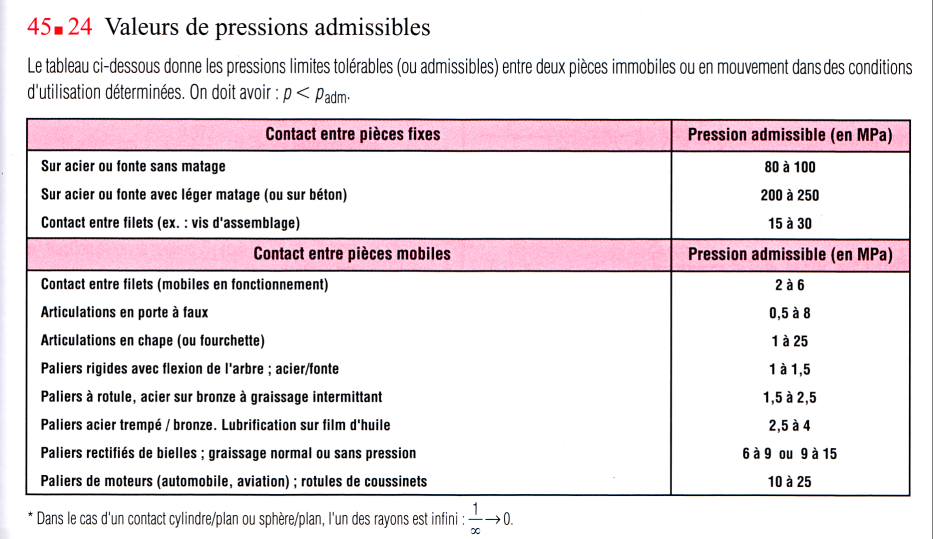 45■24 Valeurs de pressions admissibles
Le tableau ci-dessous donne les pressions limites tolérables (ou admissibles) entre deux pièces immobiles ou en mouvement dans des conditions
d'utilisation déterminées. On doit avoir : p < padm.
Contact entre pièces fixes Pression admissible (en MPa)
Sur acier ou fonte sans matage 80 à 100
Sur acier ou fonte avec léger matage (ou sur béton) 200 à 250
Contact entre filets (ex. : vis d'assemblage) 15 à 30
Contact entre pièces mobiles Pression admissible (en MPa)
Contact entre filets (mobiles en fonctionnement) 2 à 6
Articulations en porte à faux 0,5 à 8
Articulations en chape (ou fourchette) 1 à 25
Paliers rigides avec flexion de l'arbre ; acier/fonte 1 à 1,5
Paliers à rotule, acier sur bronze à graissage intermittant 1,5 à 2,5
Paliers acier trempé / bronze. Lubrification sur film d'huile 2,5 à 4
Paliers rectifiés de bielles ; graissage normal ou sans pression 6 à 9 ou 9 à 15
Paliers de moteurs (automobile, aviation) ; rotules de coussinets 10 à 25
* Dans le cas d'un contact cylindre/plan ou sphère/plan, l'un des rayons est infini : 1/∞ → 0.